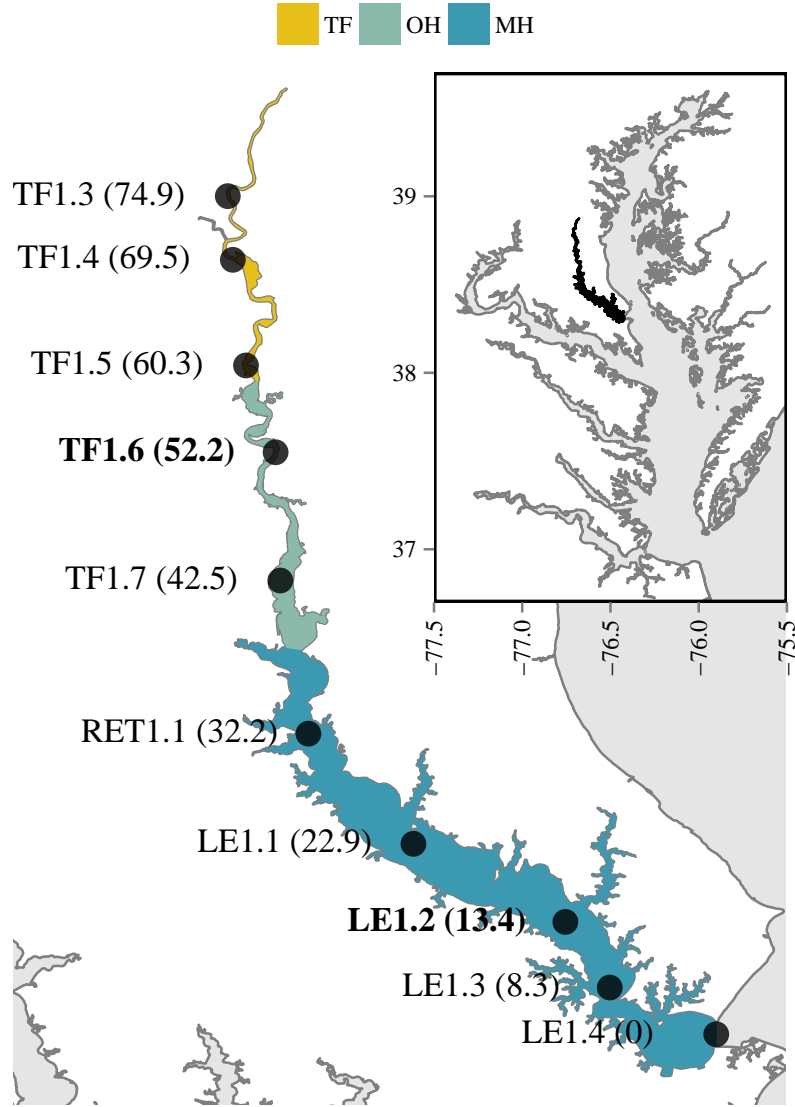 TF OH MH
TF1.3 (74.9)
TF1.4 (69.5)
TF1.5 (60.3)
TF1.6 (52.2)
TF1.7 (42.5)
RET1.1 (32.2)
LE1.1 (22.9)
LE1.2 (13.4)
LE1.3 (8.3)
LE1.4 (0)
39
38
37
−77.5
−77.0
−76.5
−76.0
−75.5